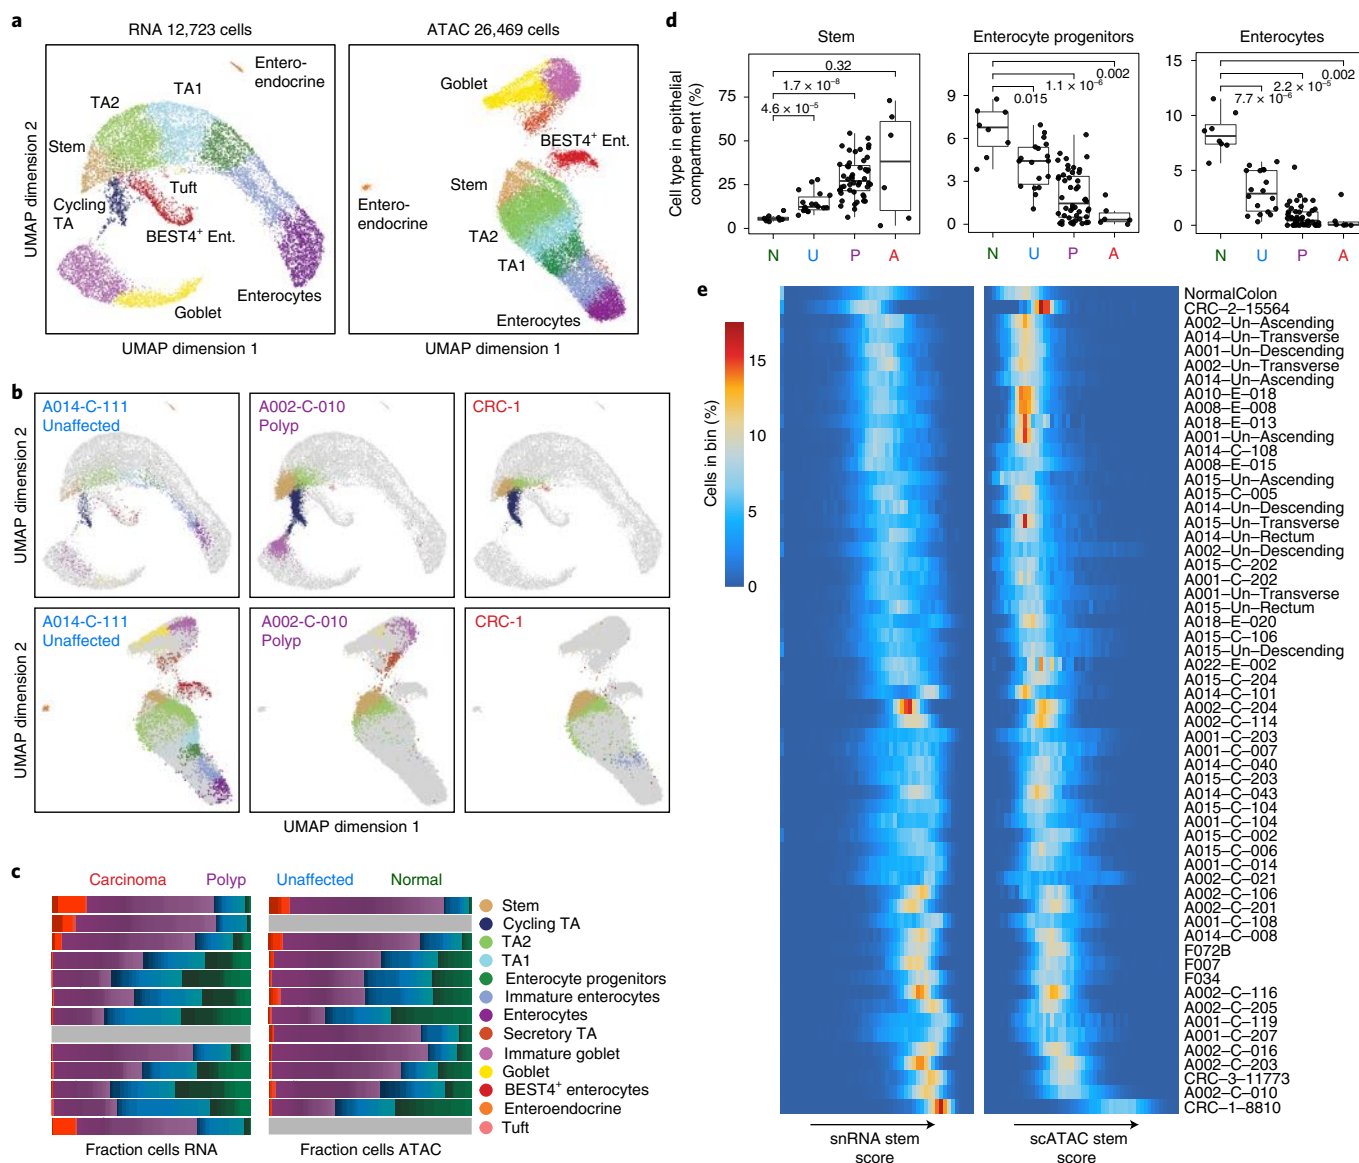 a
RNA 12,723 cells
ATAC 26,469 cells
UMAP dimension 2
Entero-
endocrine
TA1
TA2
Stem
Cycling
TA
Tuft
BEST4+ Ent.
Enterocytes
Goblet
Goblet
BEST4+ Ent.
Stem
Entero-
endocrine
TA2
TA1
Enterocytes
UMAP dimension 1
UMAP dimension 1
b
UMAP dimension 2
A014-C-111
Unaffected
A002-C-010
Polyp
CRC-1
UMAP dimension 2
A014-C-111
Unaffected
A002-C-010
Polyp
CRC-1
UMAP dimension 1
c
Carcinoma Polyp Unaffected Normal
Stem
Cycling TA
TA2
TA1
Enterocyte progenitors
Immature enterocytes
Enterocytes
Secretory TA
Immature goblet
Goblet
BEST4+ enterocytes
Enteroendocrine
Tuft
Fraction cells RNA
Fraction cells ATAC
d
Cell type in epithelial
compartment (%)
Stem
75
50
25
0
0.32
1.7 × 10⁻⁸
4.6 × 10⁻⁵
N U P A
Enterocyte progenitors
9
6
3
0
0.002
1.1 × 10⁻⁶
0.015
N U P A
Enterocytes
15
10
5
0
0.002
2.2 × 10⁻⁵
7.7 × 10⁻⁶
N U P A
e
Cells in bin (%)
15
10
5
0
NormalColon
CRC–2–15564
A002–Un–Ascending
A014–Un–Transverse
A001–Un–Descending
A002–Un–Transverse
A014–Un–Ascending
A010–E–018
A008–E–008
A018–E–013
A001–Un–Ascending
A014–C–108
A008–E–015
A015–Un–Ascending
A015–C–005
A014–Un–Descending
A015–Un–Transverse
A014–Un–Rectum
A002–Un–Descending
A015–C–202
A001–C–202
A001–Un–Transverse
A015–Un–Rectum
A018–E–020
A015–C–106
A015–Un–Descending
A022–E–002
A015–C–204
A014–C–101
A002–C–204
A002–C–114
A001–C–203
A001–C–007
A014–C–040
A015–C–203
A014–C–043
A015–C–104
A001–C–104
A015–C–002
A015–C–006
A001–C–014
A002–C–021
A002–C–106
A002–C–201
A001–C–108
A014–C–008
F072B
F007
F034
A002–C–116
A002–C–205
A001–C–119
A001–C–207
A002–C–016
A002–C–203
CRC–3–11773
A002–C–010
CRC–1–8810
snRNA stem
score
scATAC stem
score